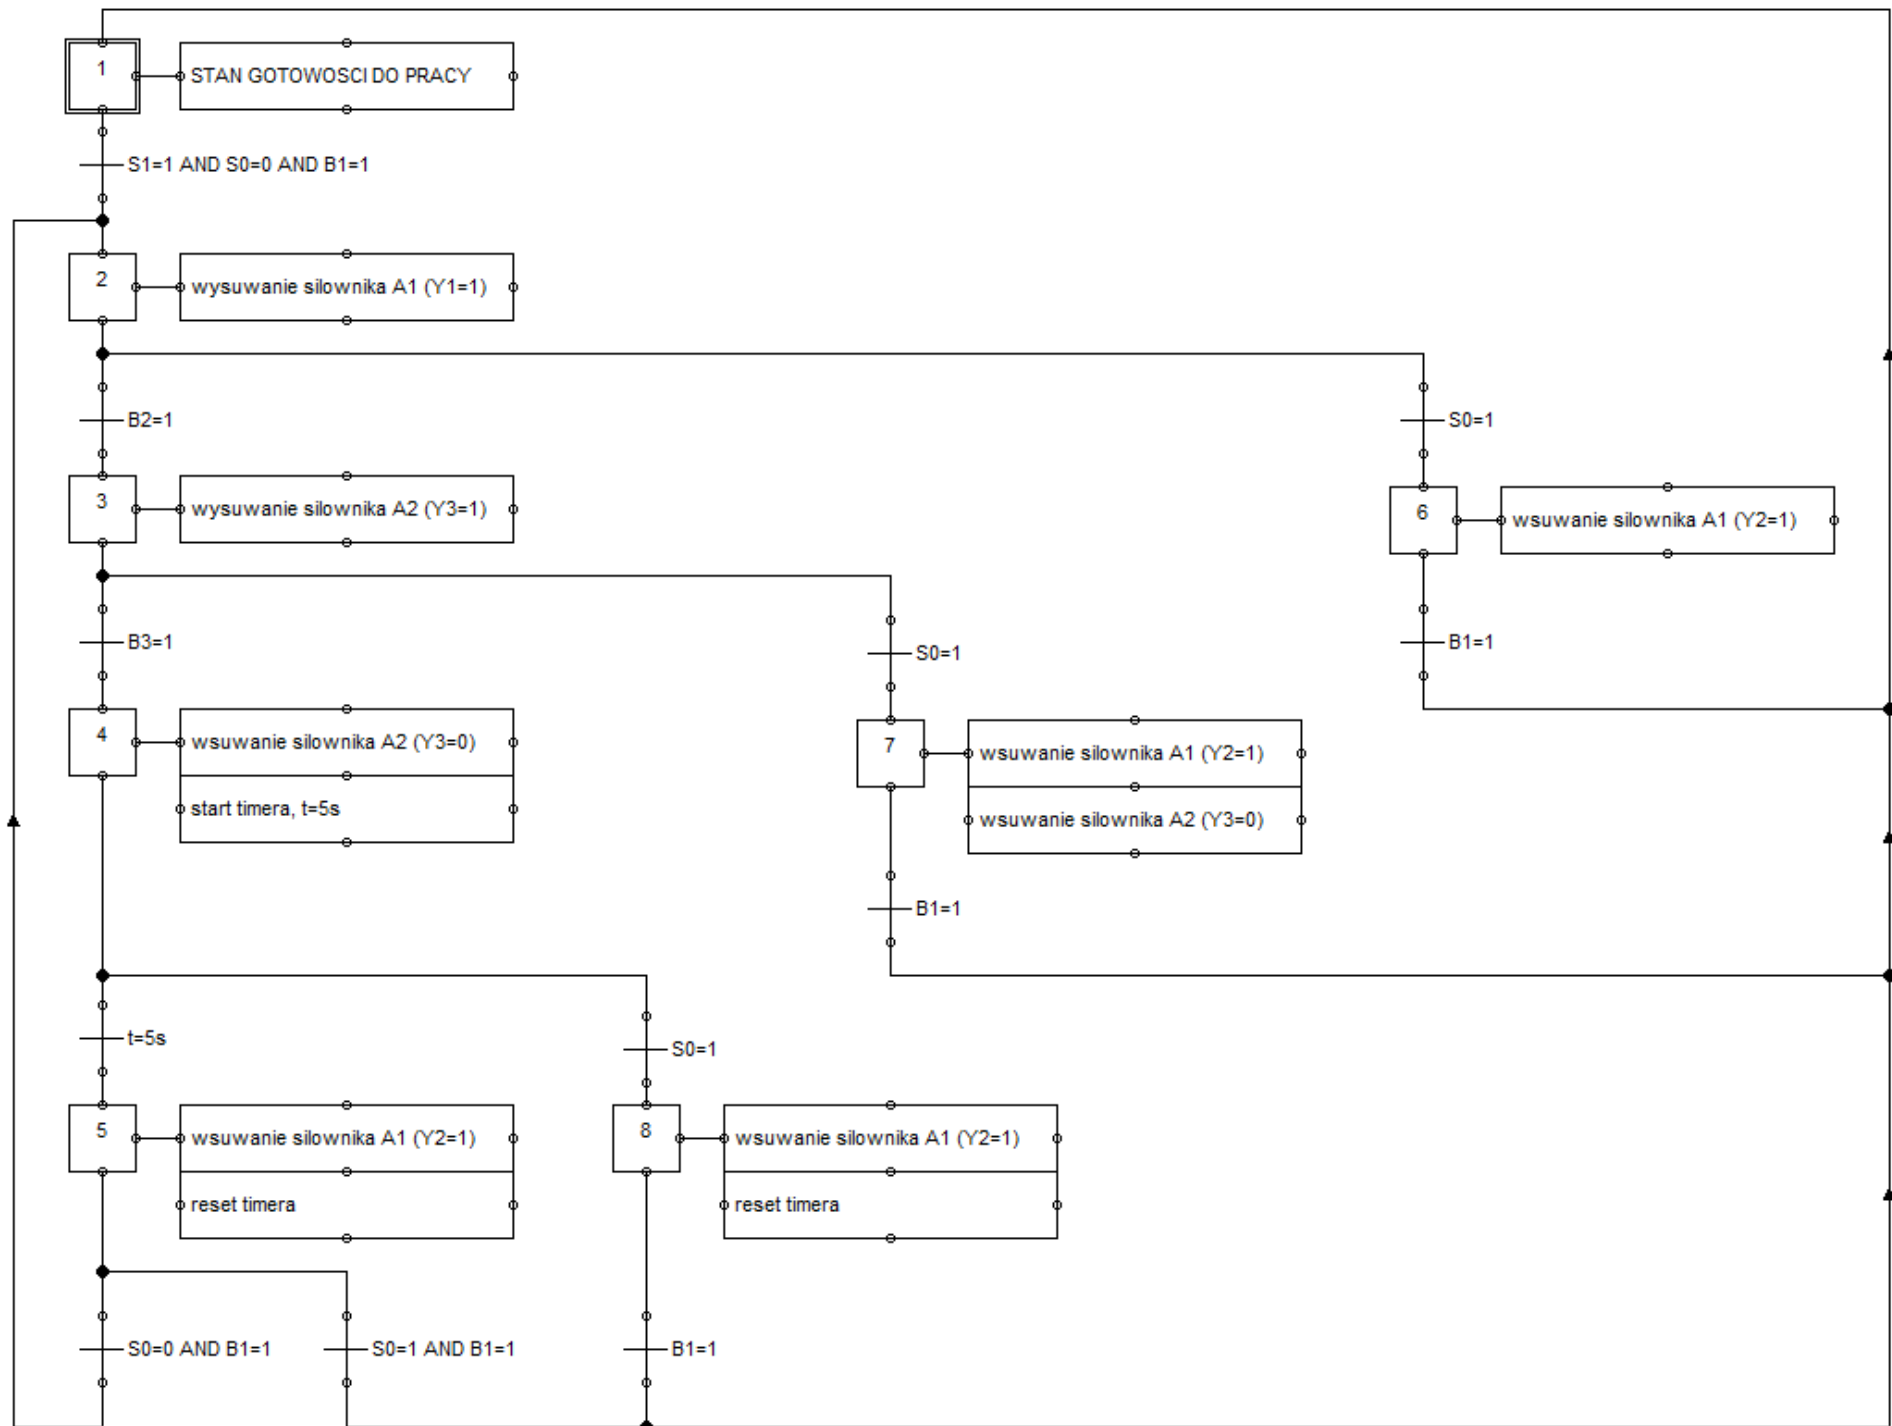 1
STAN GOTOWOSCI DO PRACY
S1=1 AND S0=0 AND B1=1
2
wysuwanie silownika A1 (Y1=1)
B2=1
S0=1
3
wysuwanie silownika A2 (Y3=1)
6
wsuwanie silownika A1 (Y2=1)
B3=1
S0=1
B1=1
4
wsuwanie silownika A2 (Y3=0)
start timera, t=5s
7
wsuwanie silownika A1 (Y2=1)
wsuwanie silownika A2 (Y3=0)
B1=1
t=5s
S0=1
5
wsuwanie silownika A1 (Y2=1)
reset timera
8
wsuwanie silownika A1 (Y2=1)
reset timera
S0=0 AND B1=1
S0=1 AND B1=1
B1=1